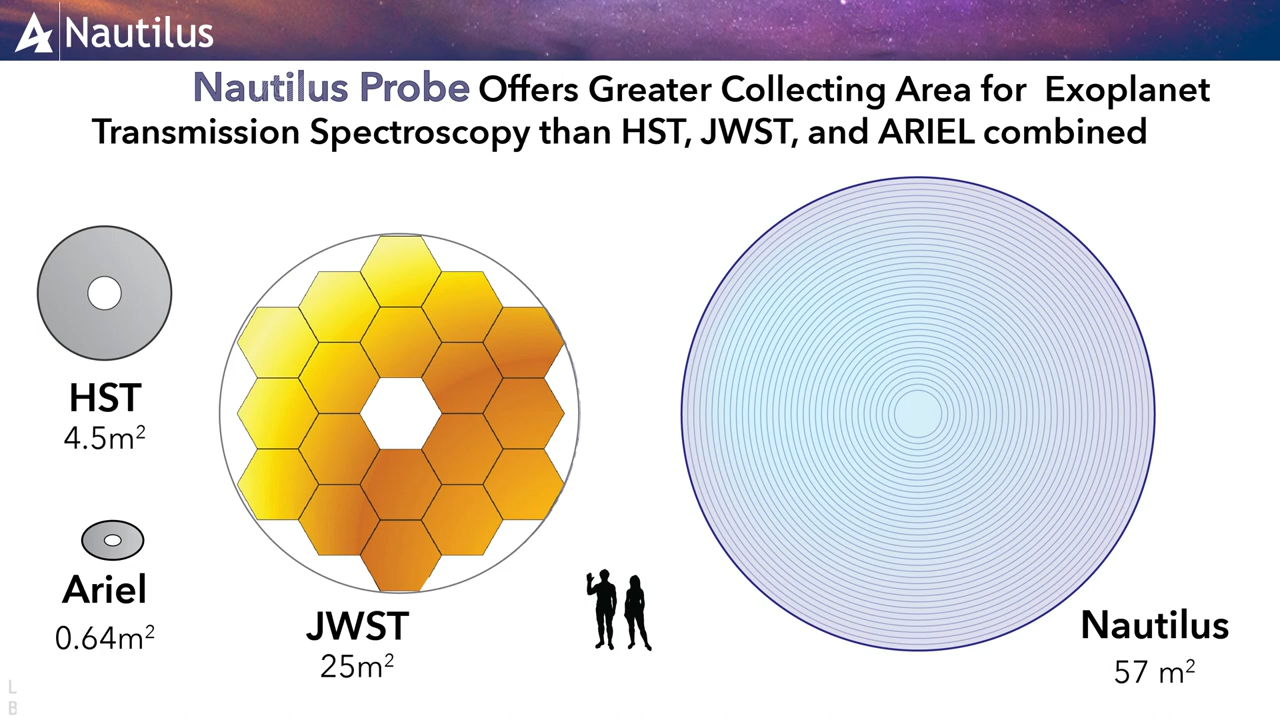 Nautilus
Nautilus Probe Offers Greater Collecting Area for Exoplanet
Transmission Spectroscopy than HST, JWST, and ARIEL combined
HST
4.5m²
Ariel
0.64m²
JWST
25m²
Nautilus
57 m²
L
B